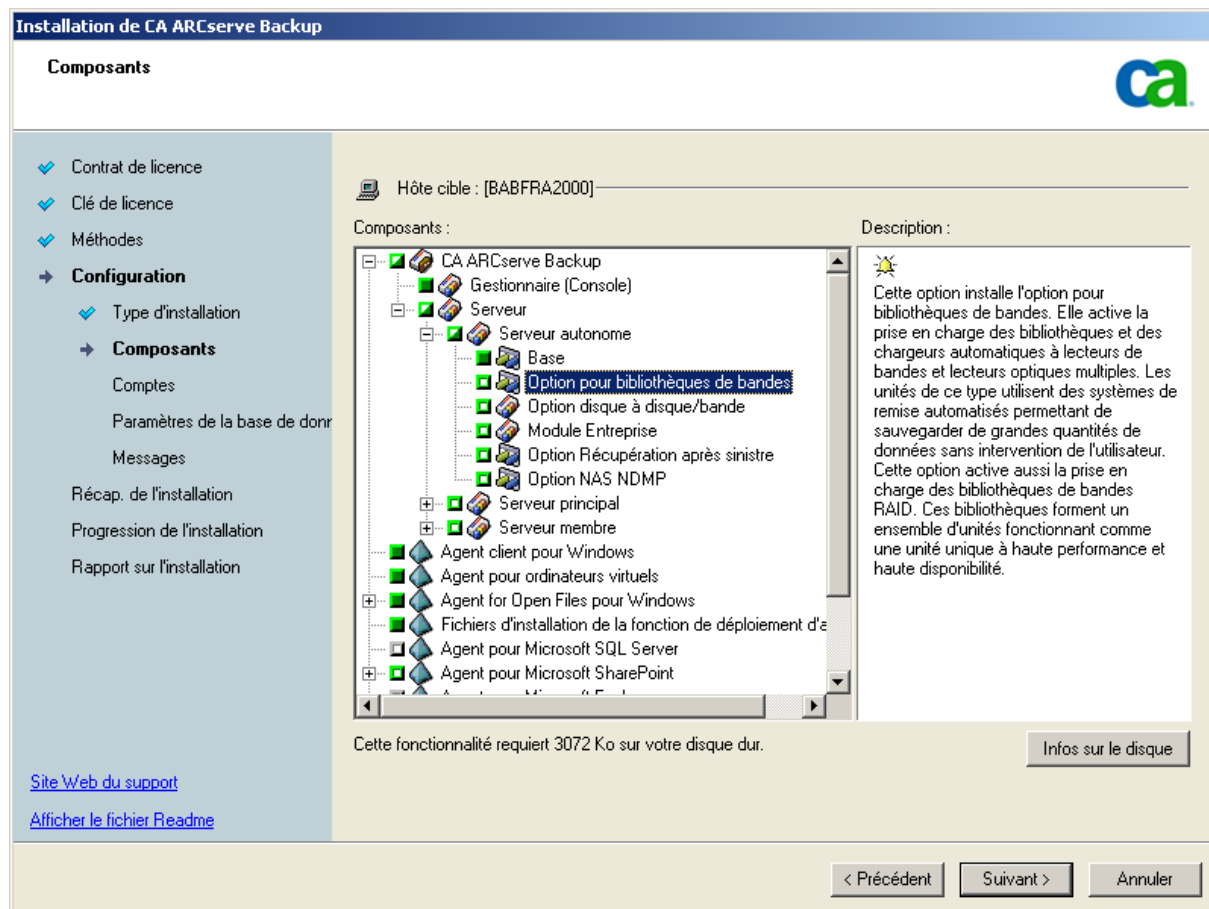 Installation de CA ARCserve Backup
Composants
ca
Contrat de licence
Clé de licence
Méthodes
Configuration
Type d'installation
Composants
Comptes
Paramètres de la base de donr
Messages
Récap. de l'installation
Progression de l'installation
Rapport sur l'installation
Site Web du support
Afficher le fichier Readme
Hôte cible : [BABFRA2000]
Composants :
CA ARCserve Backup
Gestionnaire (Console)
Serveur
Serveur autonome
Base
Option pour bibliothèques de bandes
Option disque à disque/bande
Module Entreprise
Option Récupération après sinistre
Option NAS NDMP
Serveur principal
Serveur membre
Agent client pour Windows
Agent pour ordinateurs virtuels
Agent for Open Files pour Windows
Fichiers d'installation de la fonction de déploiement d'a
Agent pour Microsoft SQL Server
Agent pour Microsoft SharePoint
Description :
Cette option installe l'option pour
bibliothèques de bandes. Elle active la
prise en charge des bibliothèques et des
chargeurs automatiques à lecteurs de
bandes et lecteurs optiques multiples. Les
unités de ce type utilisent des systèmes de
remise automatisés permettant de
sauvegarder de grandes quantités de
données sans intervention de l'utilisateur.
Cette option active aussi la prise en
charge des bibliothèques de bandes
RAID. Ces bibliothèques forment un
ensemble d'unités fonctionnant comme
une unité unique à haute performance et
haute disponibilité.
Cette fonctionnalité requiert 3072 Ko sur votre disque dur.
Infos sur le disque
< Précédent
Suivant >
Annuler